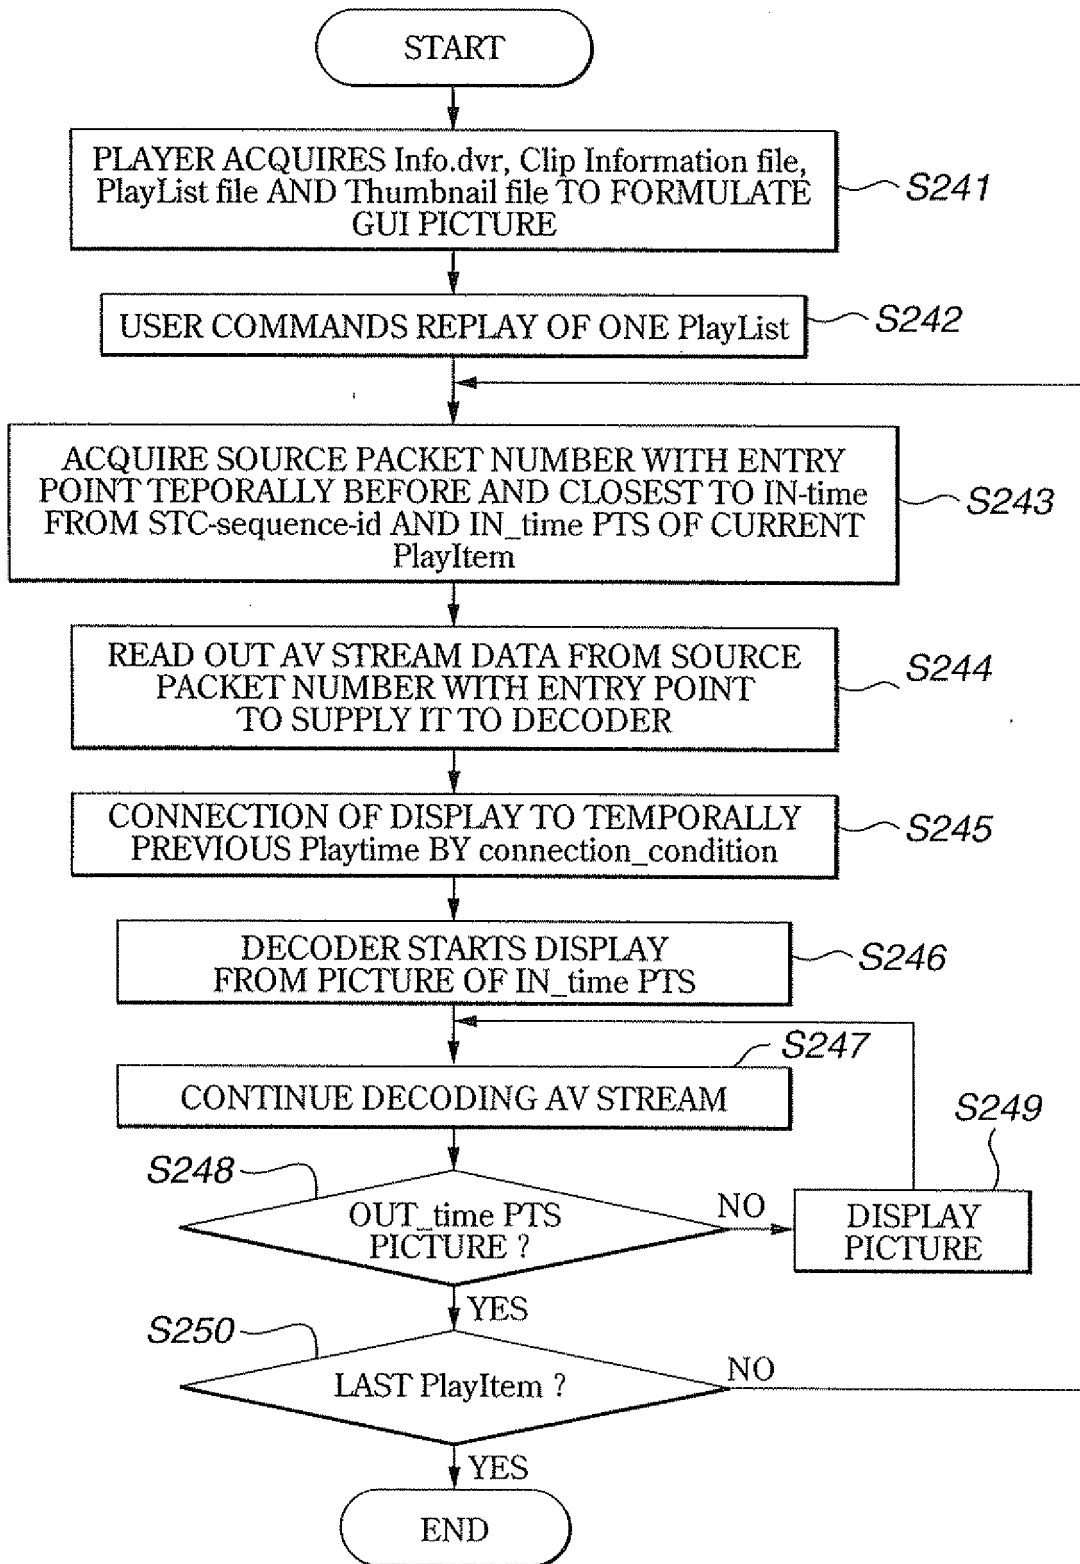 START
PLAYER ACQUIRES Info.dvr, Clip Information file,
PlayList file AND Thumbnail file TO FORMULATE
GUI PICTURE
S241
USER COMMANDS REPLAY OF ONE PlayList
S242
ACQUIRE SOURCE PACKET NUMBER WITH ENTRY
POINT TEPORALLY BEFORE AND CLOSEST TO IN-time
FROM STC-sequence-id AND IN_time PTS OF CURRENT
PlayItem
S243
READ OUT AV STREAM DATA FROM SOURCE
PACKET NUMBER WITH ENTRY POINT
TO SUPPLY IT TO DECODER
S244
CONNECTION OF DISPLAY TO TEMPORALLY
PREVIOUS Playtime BY connection_condition
S245
DECODER STARTS DISPLAY
FROM PICTURE OF IN_time PTS
S246
S247
CONTINUE DECODING AV STREAM
S248
OUT_time PTS
PICTURE ?
NO
S249
DISPLAY
PICTURE
YES
S250
LAST PlayItem ?
NO
YES
END